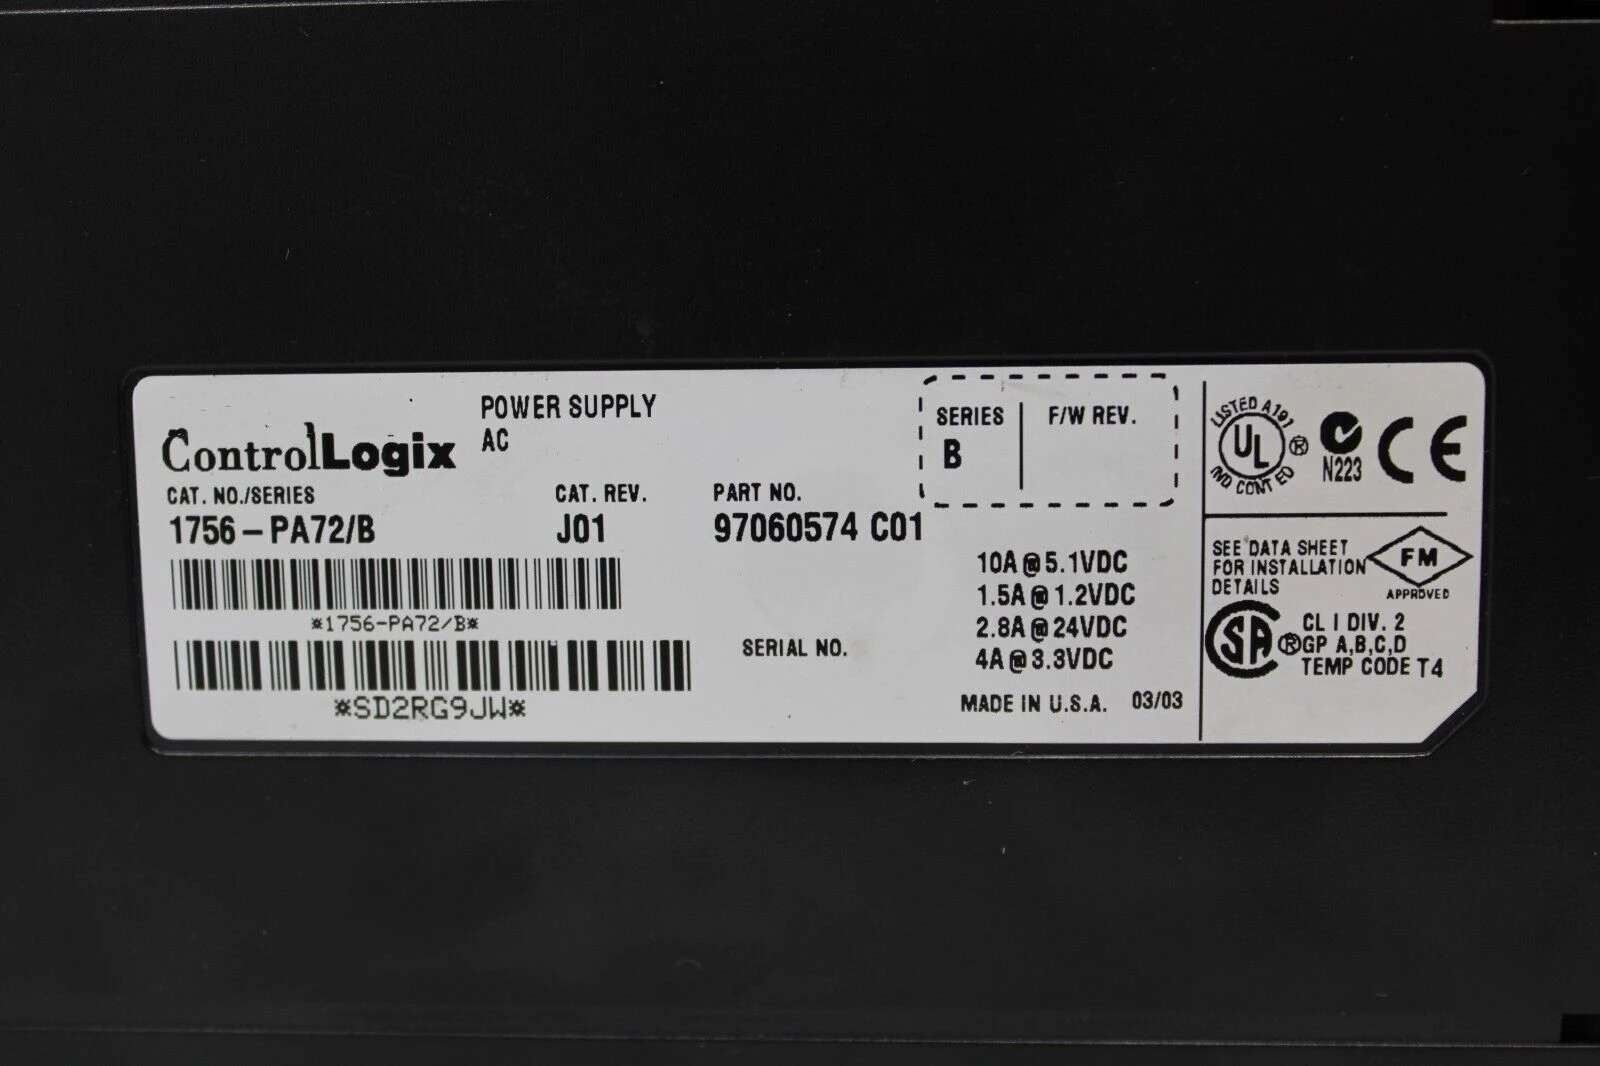 ControlLogix
POWER SUPPLY
AC
CAT. NO./SERIES
1756-PA72/B
CAT. REV.
J01
PART NO.
97060574 C01
*1756-PA72/B*
*SD2RG9JW*
SERIAL NO.
SERIES
B
F/W REV.
10A@5.1VDC
1.5A@1.2VDC
2.8A@24VDC
4A@3.3VDC
MADE IN U.S.A. 03/03
LISTED A191
UL ®
IND CONT EQ
N223
CE
SEE DATA SHEET
FOR INSTALLATION
DETAILS
FM
APPROVED
SA ®
CL I DIV. 2
GP A,B,C,D
TEMP CODE T4